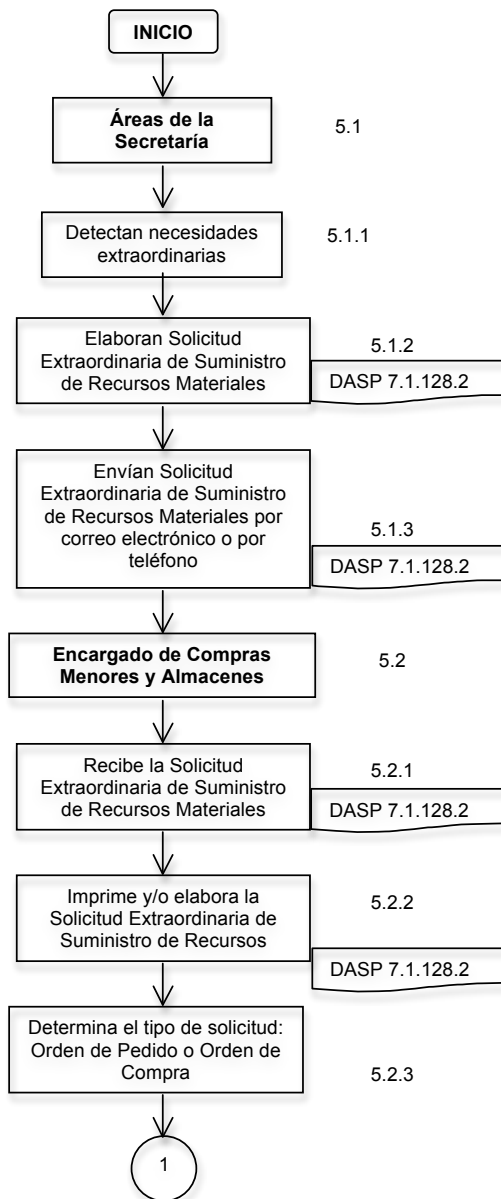 INICIO
Áreas de la
Secretaría
5.1
Detectan necesidades
extraordinarias
5.1.1
Elaboran Solicitud
Extraordinaria de Suministro
de Recursos Materiales
5.1.2
DASP 7.1.128.2
Envían Solicitud
Extraordinaria de Suministro
de Recursos Materiales por
correo electrónico o por
teléfono
5.1.3
DASP 7.1.128.2
Encargado de Compras
Menores y Almacenes
5.2
Recibe la Solicitud
Extraordinaria de Suministro
de Recursos Materiales
5.2.1
DASP 7.1.128.2
Imprime y/o elabora la
Solicitud Extraordinaria de
Suministro de Recursos
5.2.2
DASP 7.1.128.2
Determina el tipo de solicitud:
Orden de Pedido o Orden de
Compra
5.2.3
1